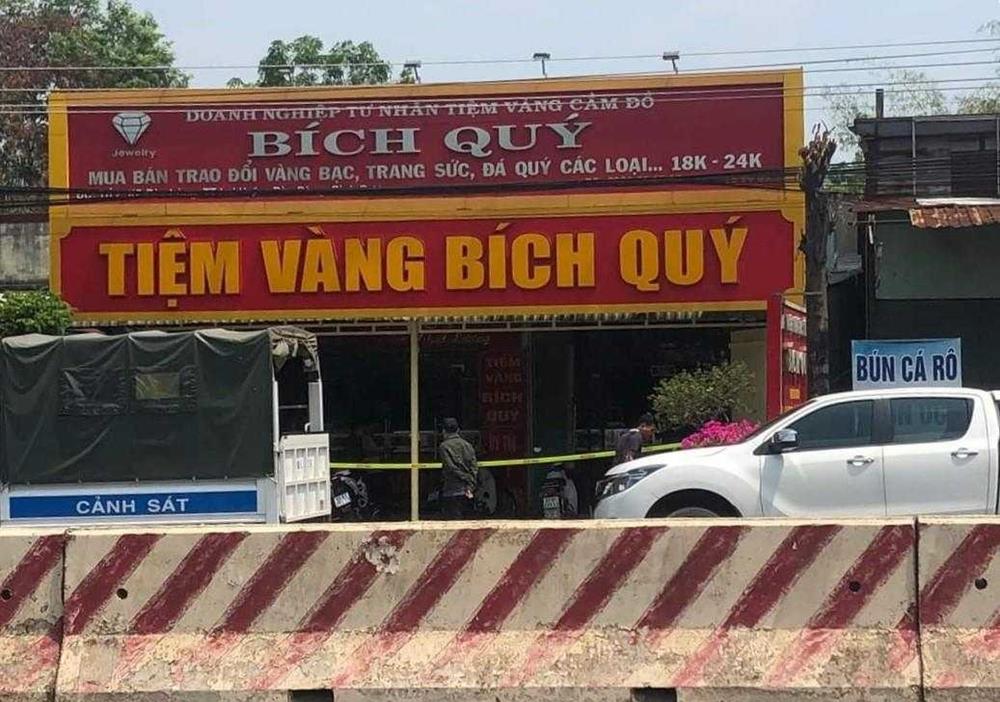 DOANH NGHIỆP TƯ NHÂN TIỆM VÀNG CẦM ĐỒ
BÍCH QUÝ
Jewelry
MUA BÁN TRAO ĐỔI VÀNG BẠC, TRANG SỨC, ĐÁ QUÝ CÁC LOẠI... 18K - 24K
TIỆM VÀNG BÍCH QUÝ
TIỆM
VÀNG
BÍCH
QUÝ
BÚN CÁ RÔ
CẢNH SÁT